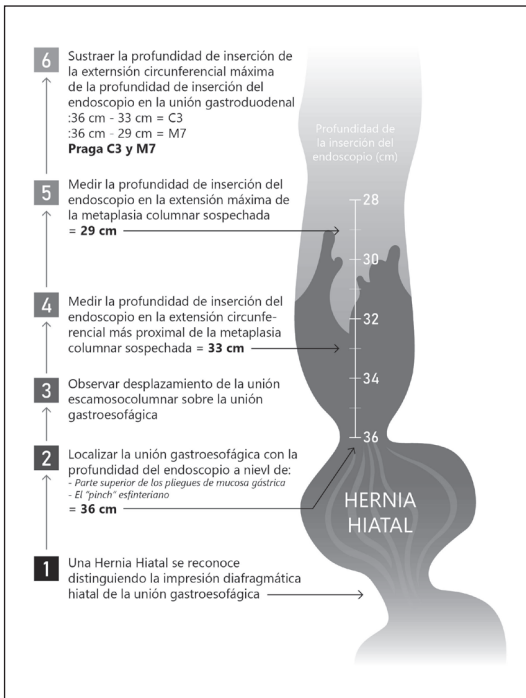 6
Sustraer la profundidad de inserción de
la externsión circunferencial máxima
de la profundidad de inserción del
endoscopio en la unión gastroduodenal
:36 cm - 33 cm = C3
:36 cm - 29 cm = M7
Praga C3 y M7
Profundidad de
la inserción del
endoscopio (cm)
5
Medir la profundidad de inserción del
endoscopio en la extensión máxima de
la metaplasia columnar sospechada
= 29 cm
28
30
32
34
36
4
Medir la profundidad de inserción del
endoscopio en la extensión circunfe-
rencial más proximal de la metaplasia
columnar sospechada = 33 cm
3
Observar desplazamiento de la unión
escamosocolumnar sobre la unión
gastroesofágica
2
Localizar la unión gastroesofágica con la
profundidad del endoscopio a nievl de:
- Parte superior de los pliegues de mucosa gástrica
- El "pinch" esfinteriano
= 36 cm
HERNIA
HIATAL
1
Una Hernia Hiatal se reconoce
distinguiendo la impresión diafragmática
hiatal de la unión gastroesofágica